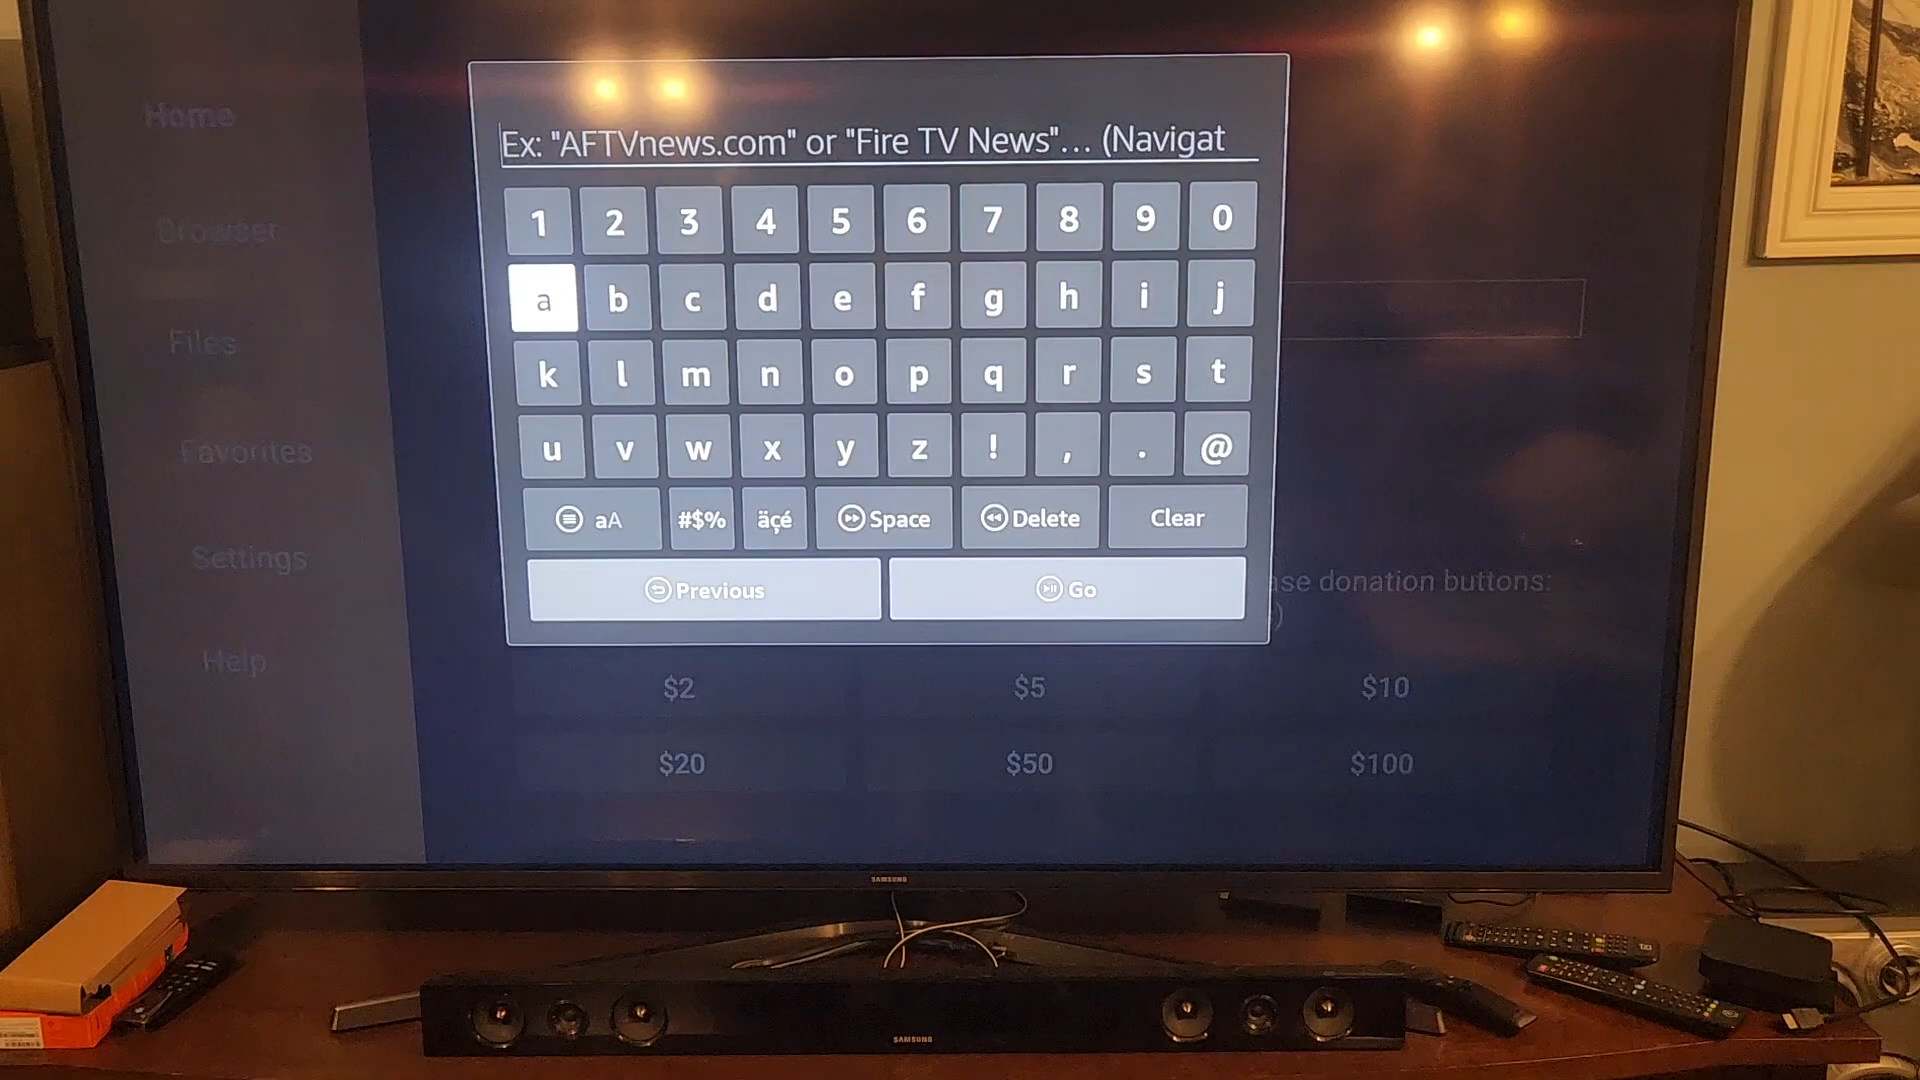 Home
Browser
Files
Favorites
Settings
Help
Ex: "AFTVnews.com" or "Fire TV News"... (Navigat
1 2 3 4 5 6 7 8 9 0
a b c d e f g h i j
k l m n o p q r s t
u v w x y z ! , . @
aA #$% äçé Space Delete Clear
Previous Go
donation buttons:
)
$2 $5 $10
$20 $50 $100
SAMSUNG
SAMSUNG